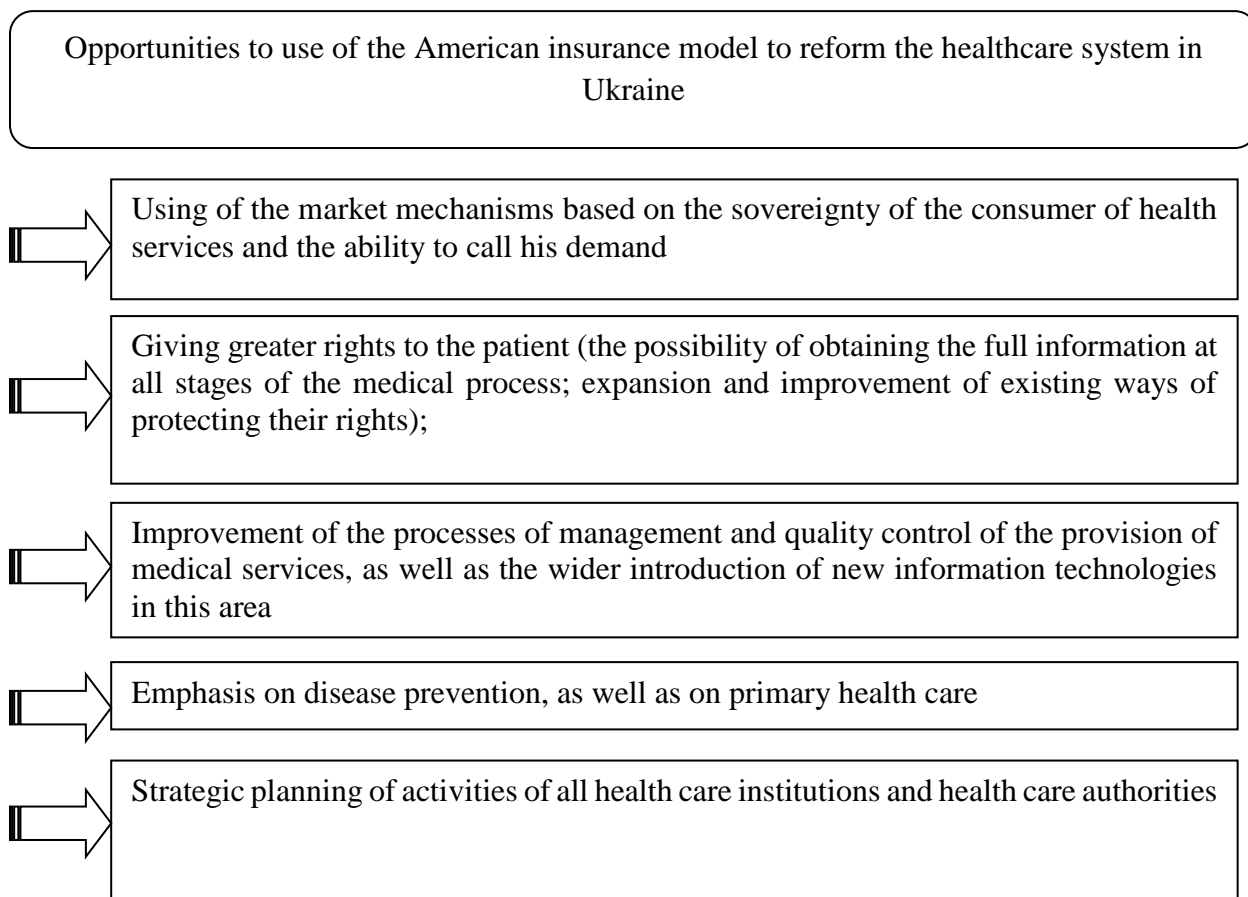 Opportunities to use of the American insurance model to reform the healthcare system in
Ukraine
Using of the market mechanisms based on the sovereignty of the consumer of health
services and the ability to call his demand
Giving greater rights to the patient (the possibility of obtaining the full information at
all stages of the medical process; expansion and improvement of existing ways of
protecting their rights);
Improvement of the processes of management and quality control of the provision of
medical services, as well as the wider introduction of new information technologies
in this area
Emphasis on disease prevention, as well as on primary health care
Strategic planning of activities of all health care institutions and health care authorities